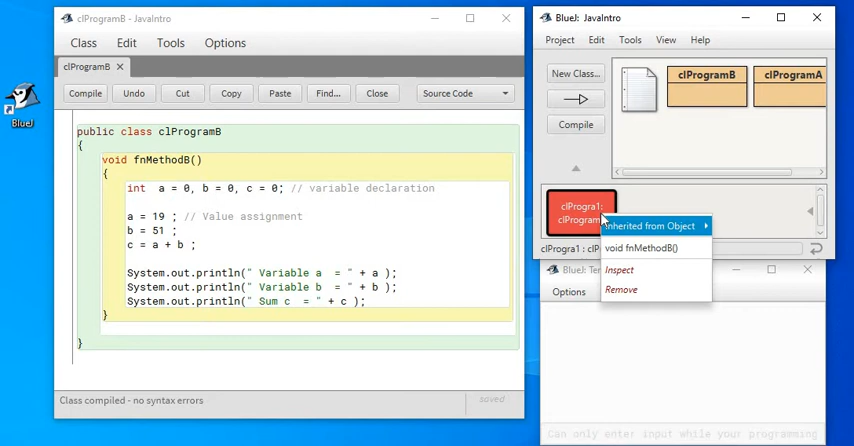 BlueJ
clProgramB - JavaIntro
Class Edit Tools Options
clProgramB ×
Compile Undo Cut Copy Paste Find... Close Source Code
public class clProgramB
{
void fnMethodB()
{
int a = 0, b = 0, c = 0; // variable declaration
a = 19 ; // Value assignment
b = 51 ;
c = a + b ;
System.out.println(" Variable a = " + a );
System.out.println(" Variable b = " + b );
System.out.println(" Sum c = " + c );
}
}
Class compiled - no syntax errors
saved
BlueJ: JavaIntro
Project Edit Tools View Help
New Class...
Compile
clProgramB clProgramA
clProgra1:
clProgram
Inherited from Object
void fnMethodB()
Inspect
Remove
clProgra1 : clP
BlueJ: Te
Options
Can only enter input while your programming